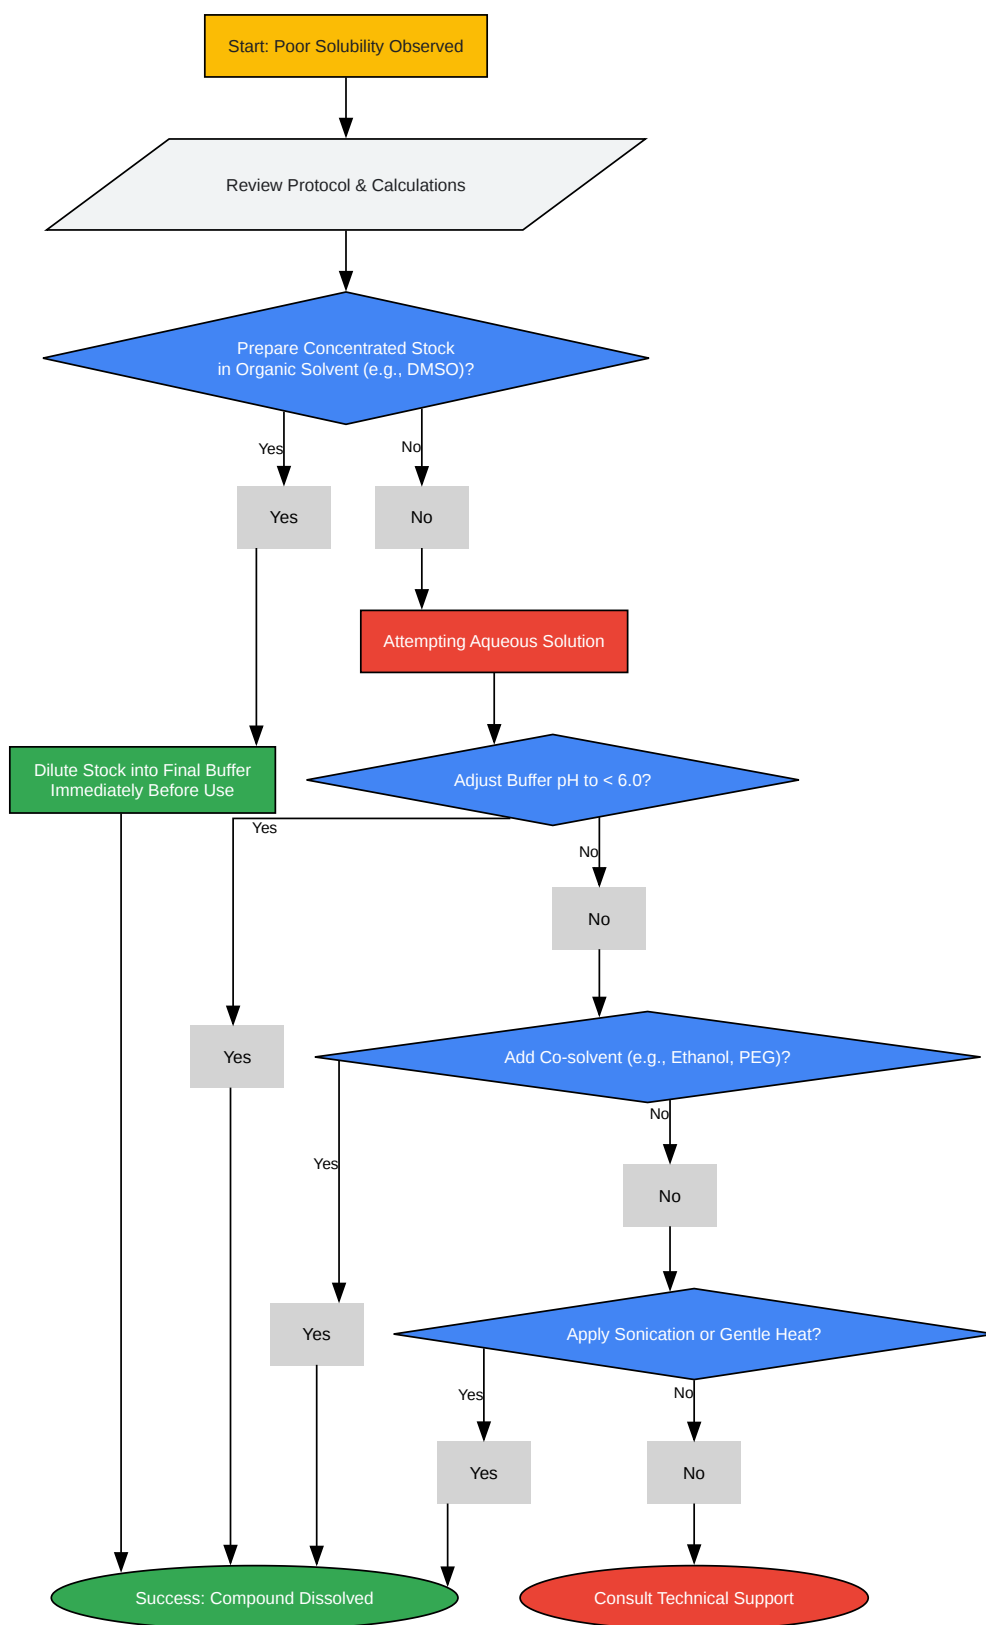 Start: Poor Solubility Observed
Review Protocol & Calculations
Prepare Concentrated Stock
in Organic Solvent (e.g., DMSO)?
Yes
No
Yes
No
Attempting Aqueous Solution
Dilute Stock into Final Buffer
Immediately Before Use
Adjust Buffer pH to < 6.0?
Yes
No
No
Yes
Add Co-solvent (e.g., Ethanol, PEG)?
No
Yes
No
Yes
Apply Sonication or Gentle Heat?
Yes
No
Yes
No
Success: Compound Dissolved
Consult Technical Support